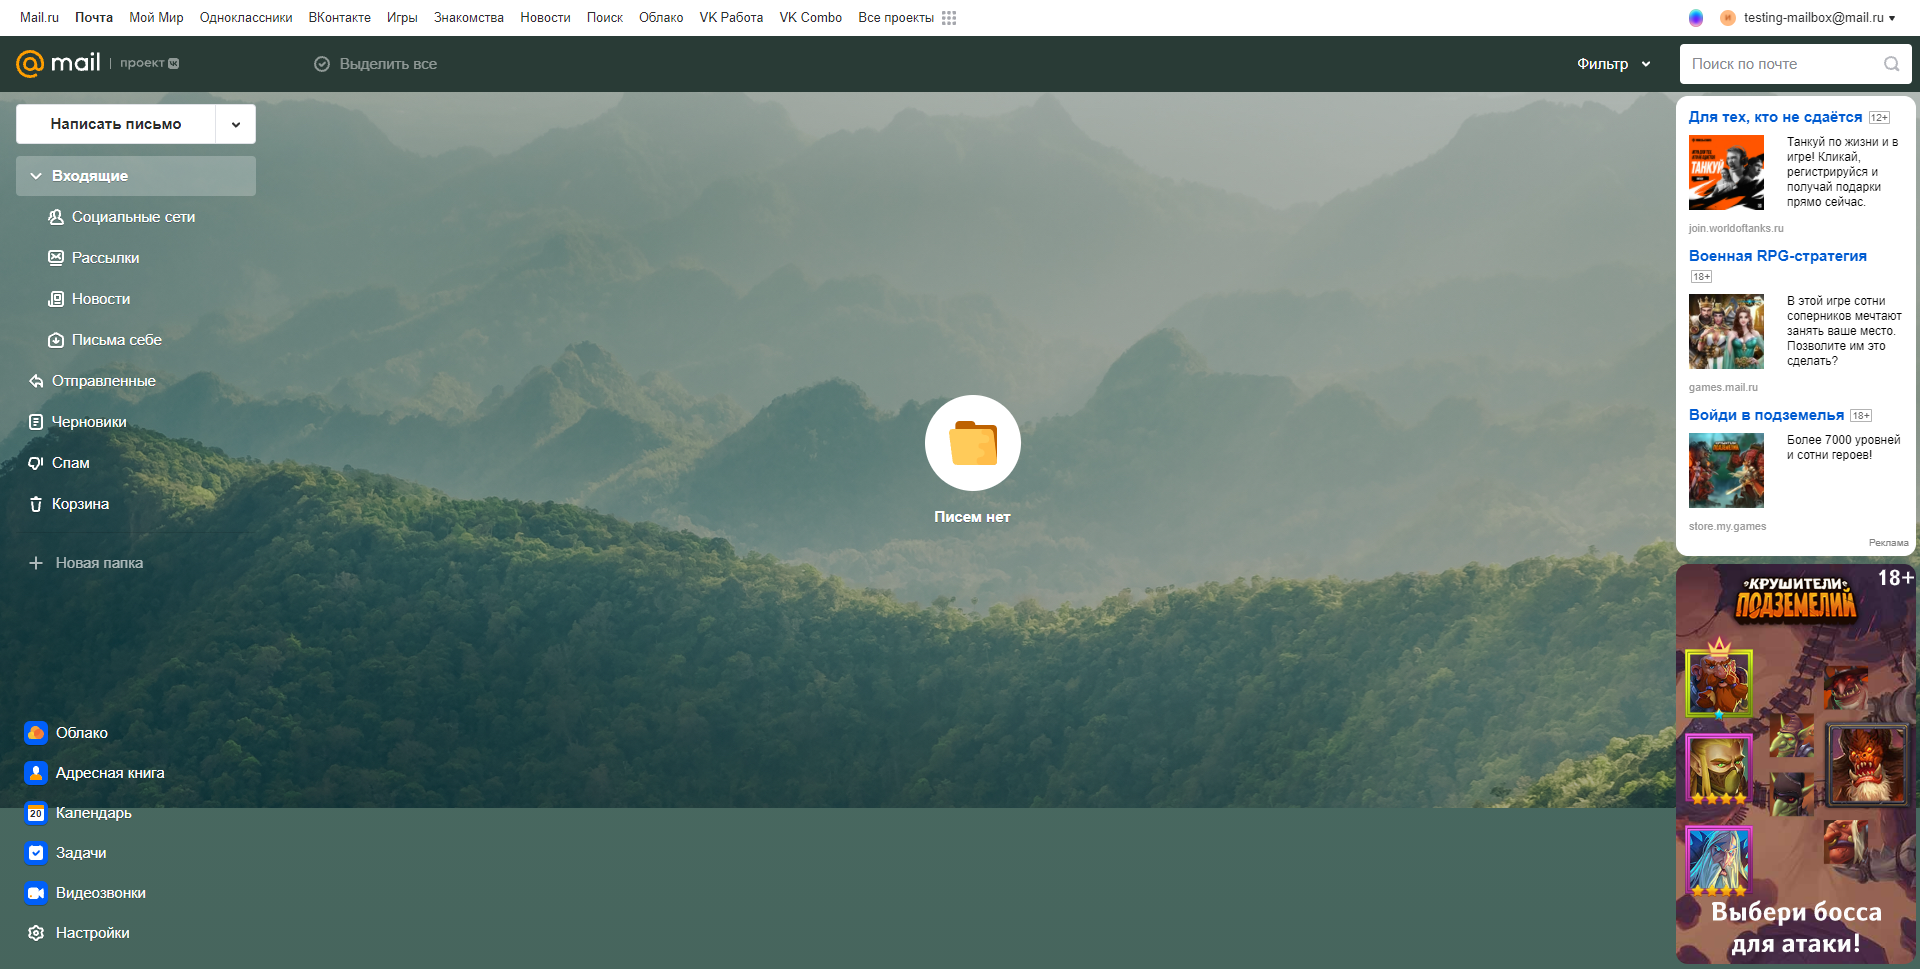 Mail.ru Почта Мой Мир Одноклассники ВКонтакте Игры Знакомства Новости Поиск Облако VK Работа VK Combo Все проекты
testing-mailbox@mail.ru
mail проект
Выделить все
Фильтр
Поиск по почте
Написать письмо
Входящие
Социальные сети
Рассылки
Новости
Письма себе
Отправленные
Черновики
Спам
Корзина
Новая папка
Облако
Адресная книга
20 Календарь
Задачи
Видеозвонки
Настройки
Писем нет
Для тех, кто не сдаётся 12+
ТАНКУЙ
Танкуй по жизни и в
игре! Кликай,
регистрируйся и
получай подарки
прямо сейчас.
join.worldoftanks.ru
Военная RPG-стратегия
18+
В этой игре сотни
соперников мечтают
занять ваше место.
Позволите им это
сделать?
games.mail.ru
Войди в подземелья 18+
Более 7000 уровней
и сотни героев!
store.my.games
Реклама
18+
КРУШИТЕЛИ
ПОДЗЕМЕЛИЙ
Выбери босса
для атаки!